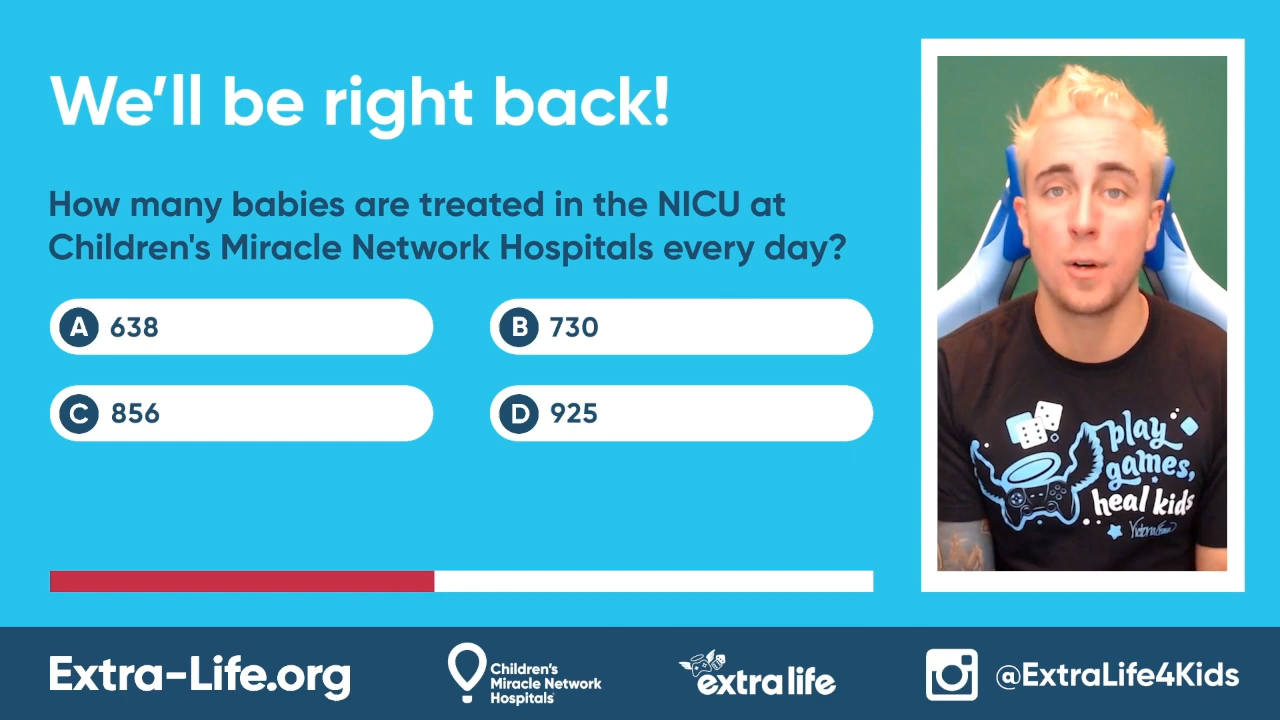 We'll be right back!
How many babies are treated in the NICU at
Children's Miracle Network Hospitals every day?
A 638
B 730
C 856
D 925
play
games,
heal kids
Extra-Life.org
Children's
Miracle Network
Hospitals
extra life
@ExtraLife4Kids